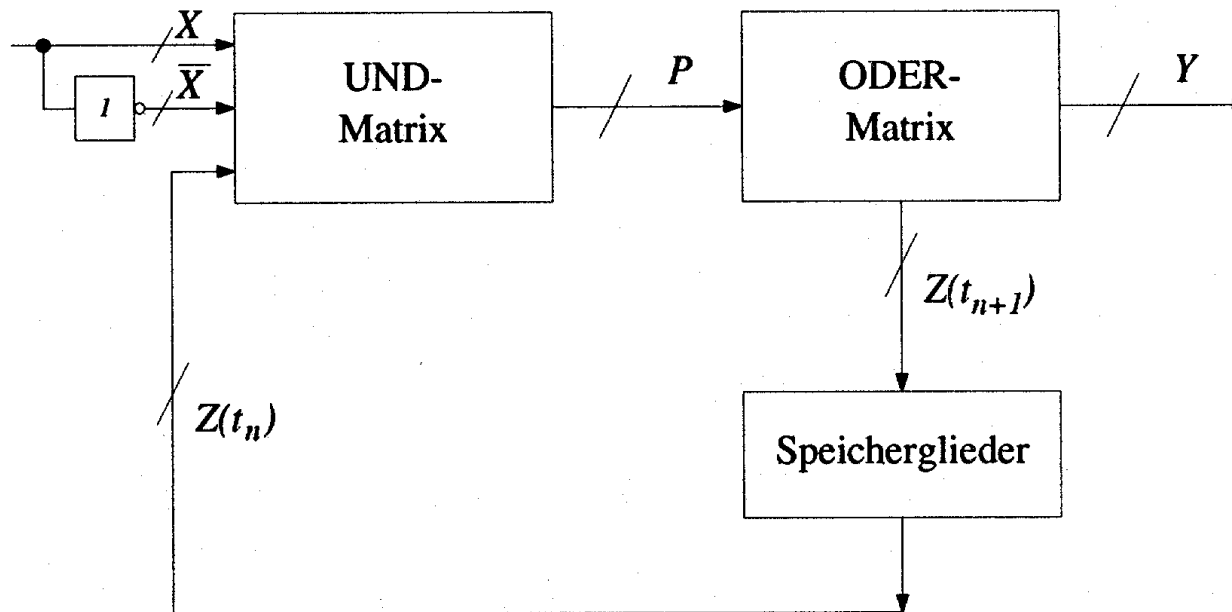 X
1
X̅
UND-
Matrix
P
ODER-
Matrix
Y
Z(tₙ₊₁)
Z(tₙ)
Speicherglieder